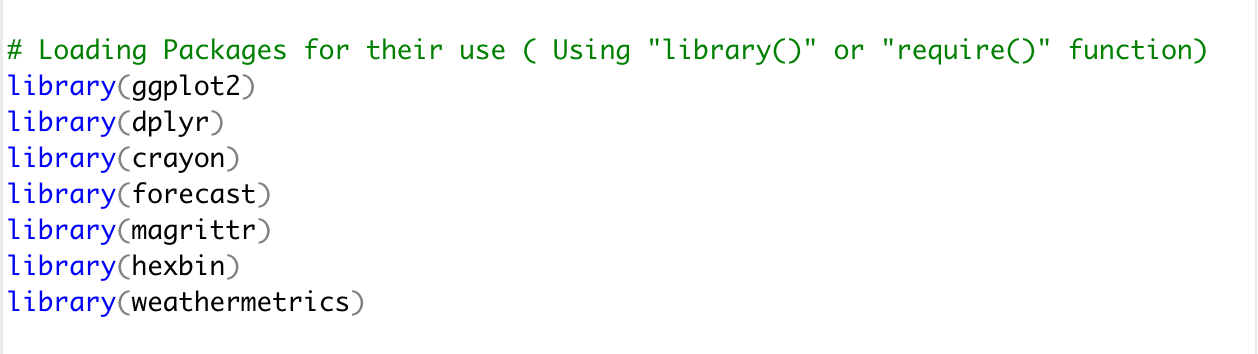 # Loading Packages for their use ( Using "library()" or "require()" function)
library(ggplot2)
library(dplyr)
library(crayon)
library(forecast)
library(magrittr)
library(hexbin)
library(weathermetrics)